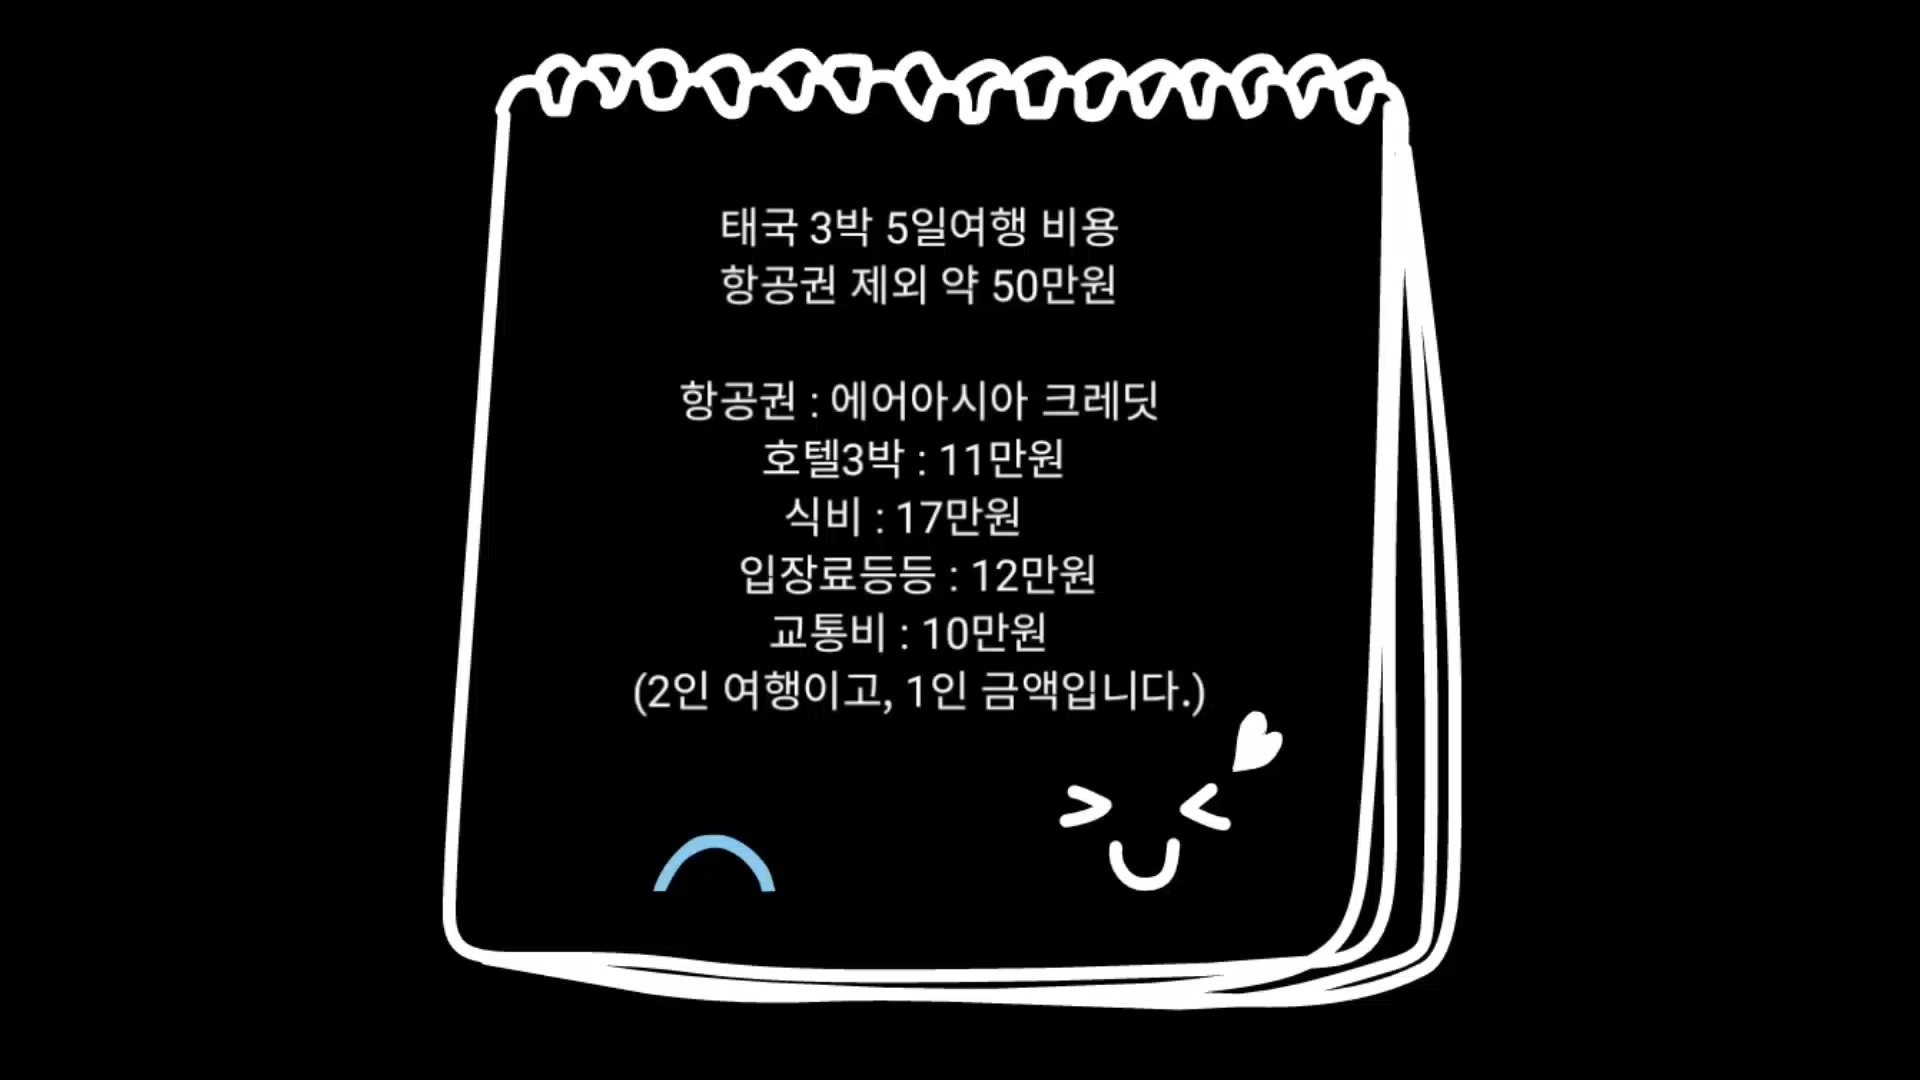 태국 3박 5일여행 비용
항공권 제외 약 50만원
항공권 : 에어아시아 크레딧
호텔3박 : 11만원
식비 : 17만원
입장료등등 : 12만원
교통비 : 10만원
(2인 여행이고, 1인 금액입니다.)